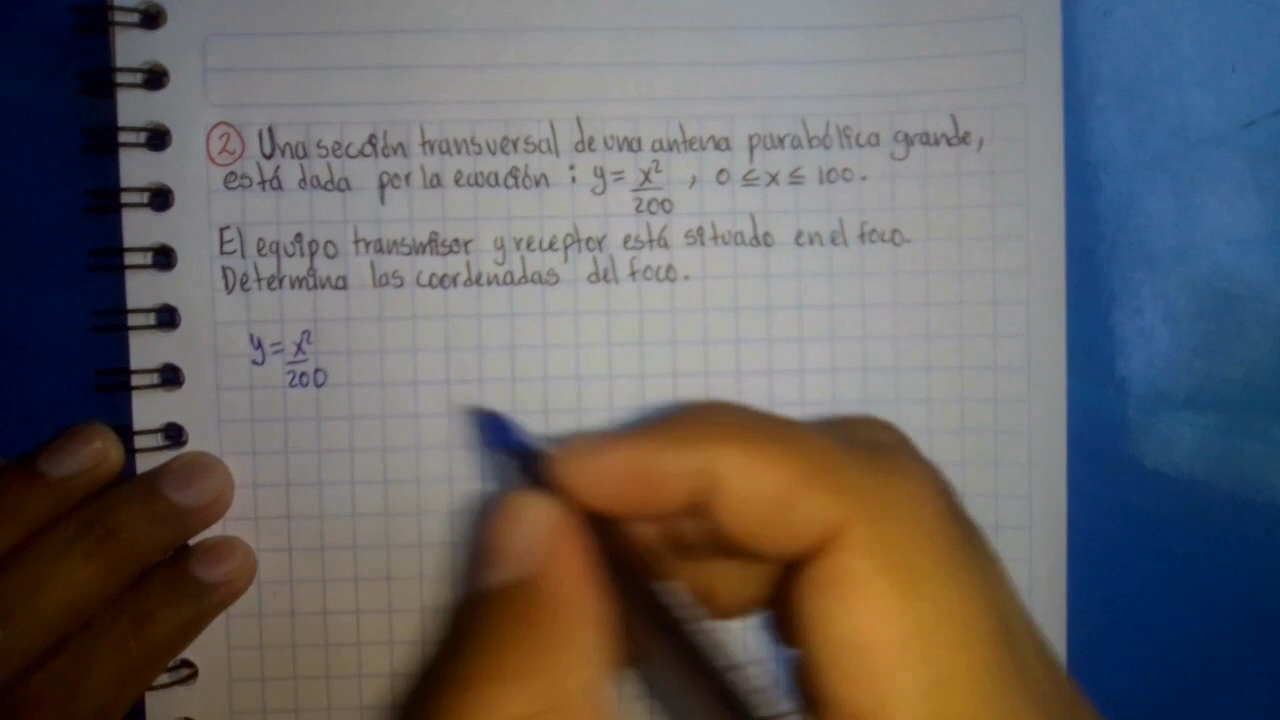 ② Una sección transversal de una antena parabólica grande,
está dada por la ecuación : y = x²/200 , 0 ≤ x ≤ 100.
El equipo transmisor y receptor está situado en el foco.
Determina las coordenadas del foco.
y = x²/200